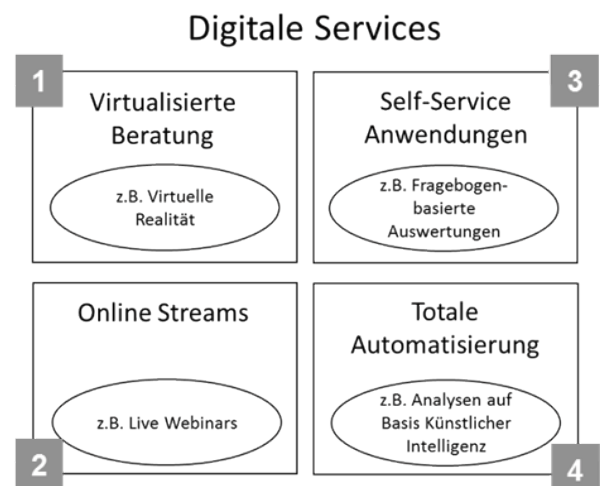 Digitale Services
1
Virtualisierte
Beratung
z.B. Virtuelle
Realität
2
Online Streams
z.B. Live Webinars
3
Self-Service
Anwendungen
z.B. Fragebogen-
basierte
Auswertungen
4
Totale
Automatisierung
z.B. Analysen auf
Basis Künstlicher
Intelligenz